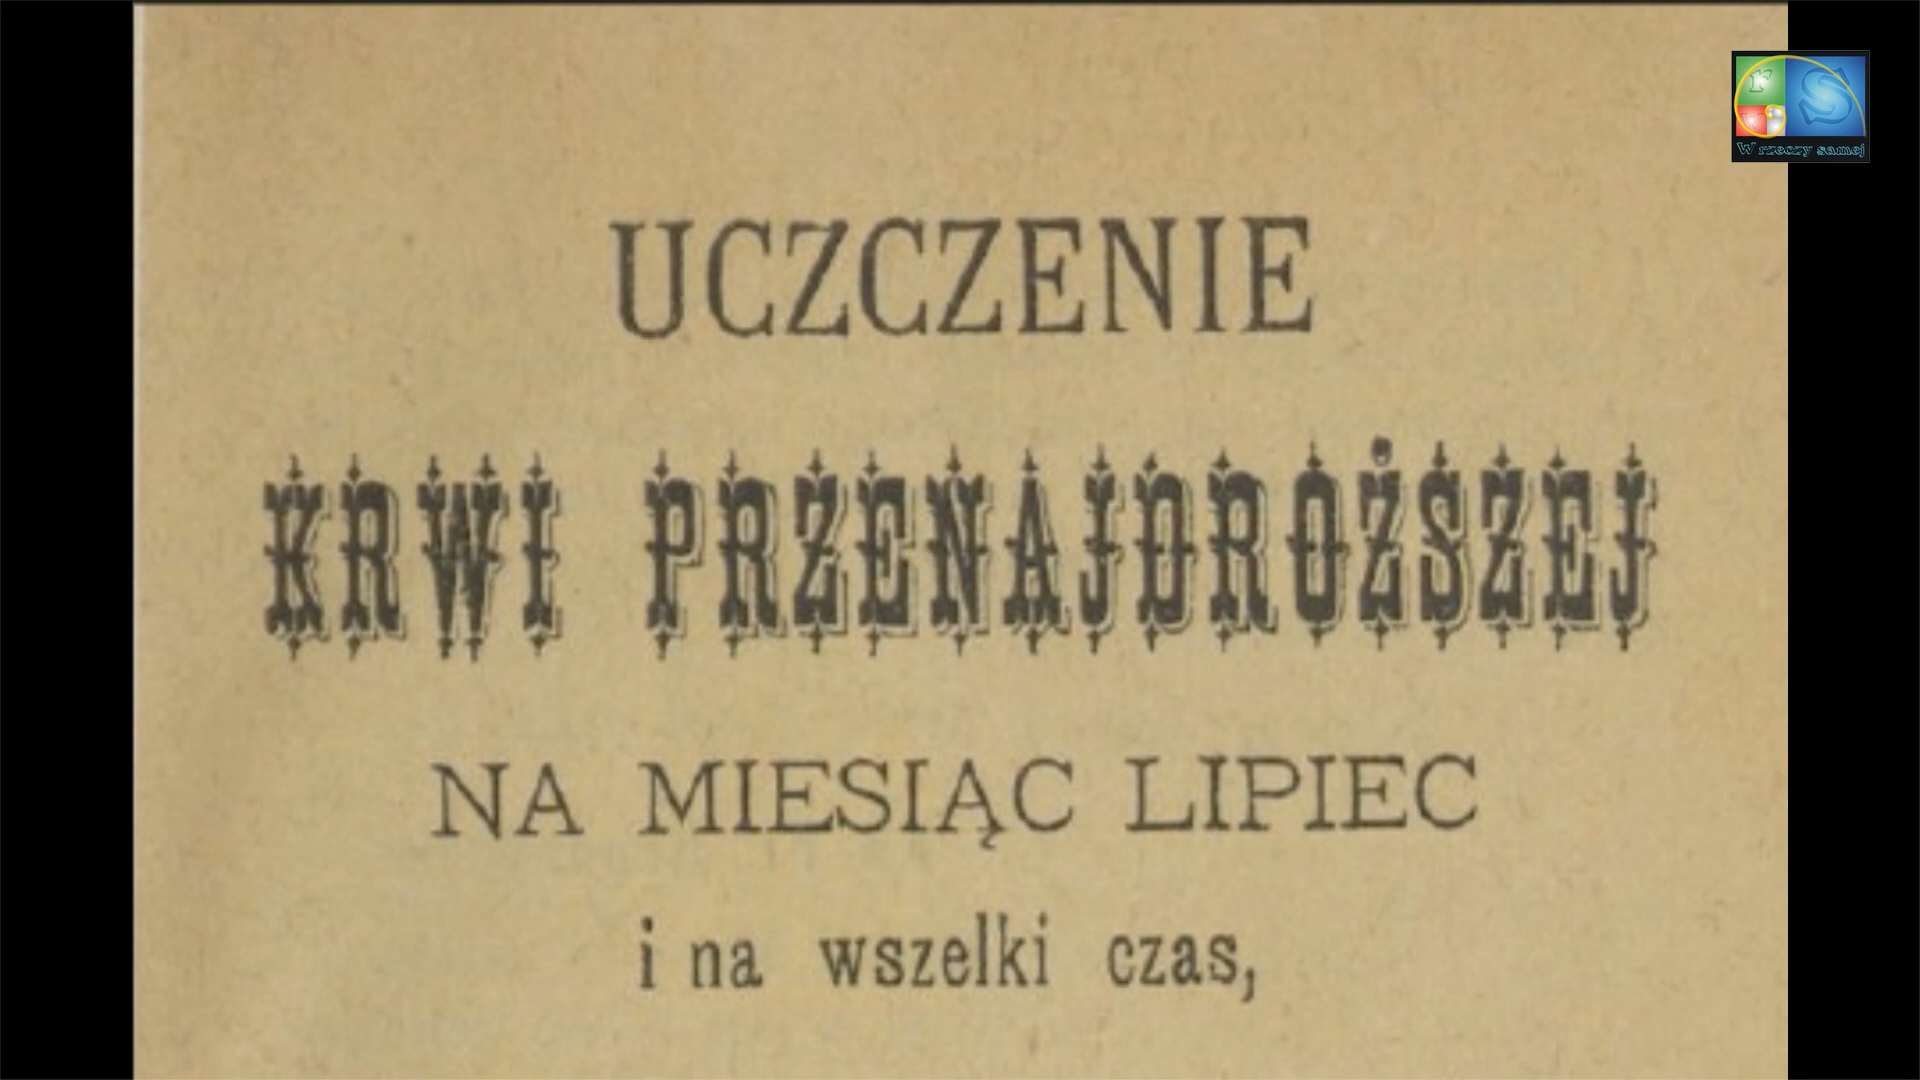 UCZCZENIE
KRWI PRZENAJDROŻSZEJ
NA MIESIĄC LIPIEC
i na wszelki czas,
r S
w
W rzeczy samej